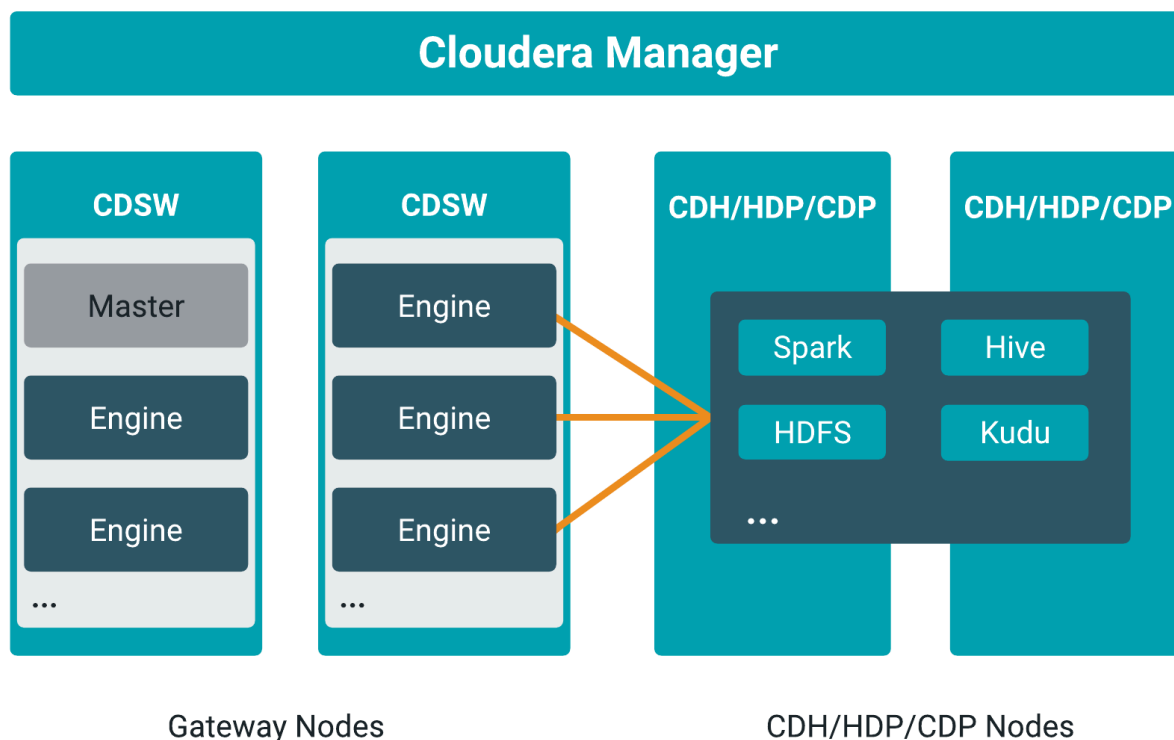 Cloudera Manager
CDSW
Master
Engine
Engine
...
CDSW
Engine
Engine
Engine
...
CDH/HDP/CDP
CDH/HDP/CDP
Spark
Hive
HDFS
Kudu
...
Gateway Nodes
CDH/HDP/CDP Nodes